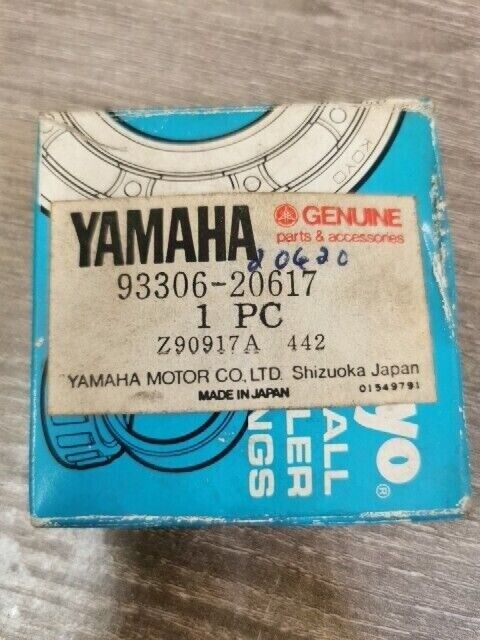 KOYO
YAMAHA
GENUINE
parts & accessories
20420
93306-20617
1 PC
Z90917A 442
YAMAHA MOTOR CO., LTD. Shizuoka Japan
MADE IN JAPAN
01549791
yo®
ALL
LER
NGS